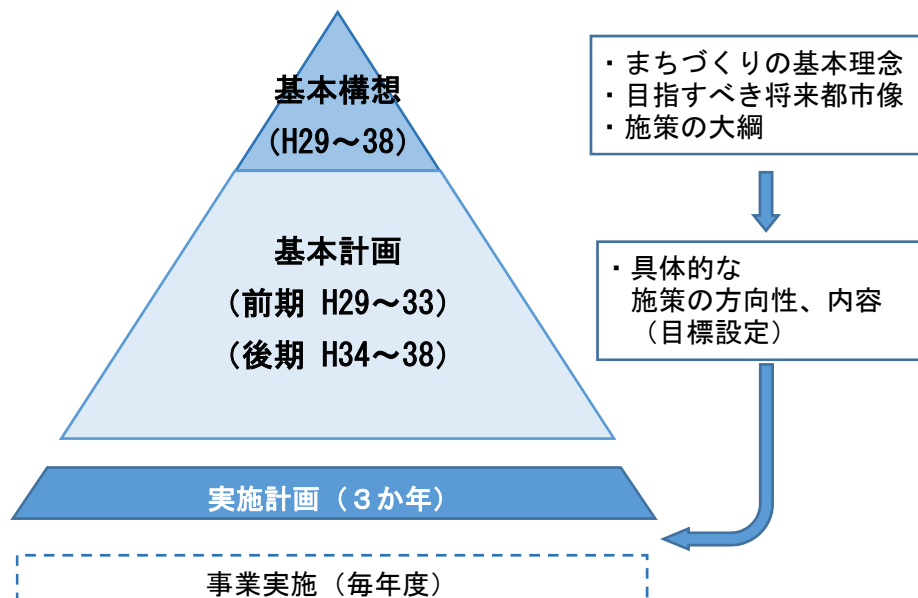 基本構想
(H29～38)
・まちづくりの基本理念
・目指すべき将来都市像
・施策の大綱
基本計画
(前期 H29～33)
(後期 H34～38)
・具体的な
施策の方向性、内容
（目標設定）
実施計画（３か年）
事業実施（毎年度）